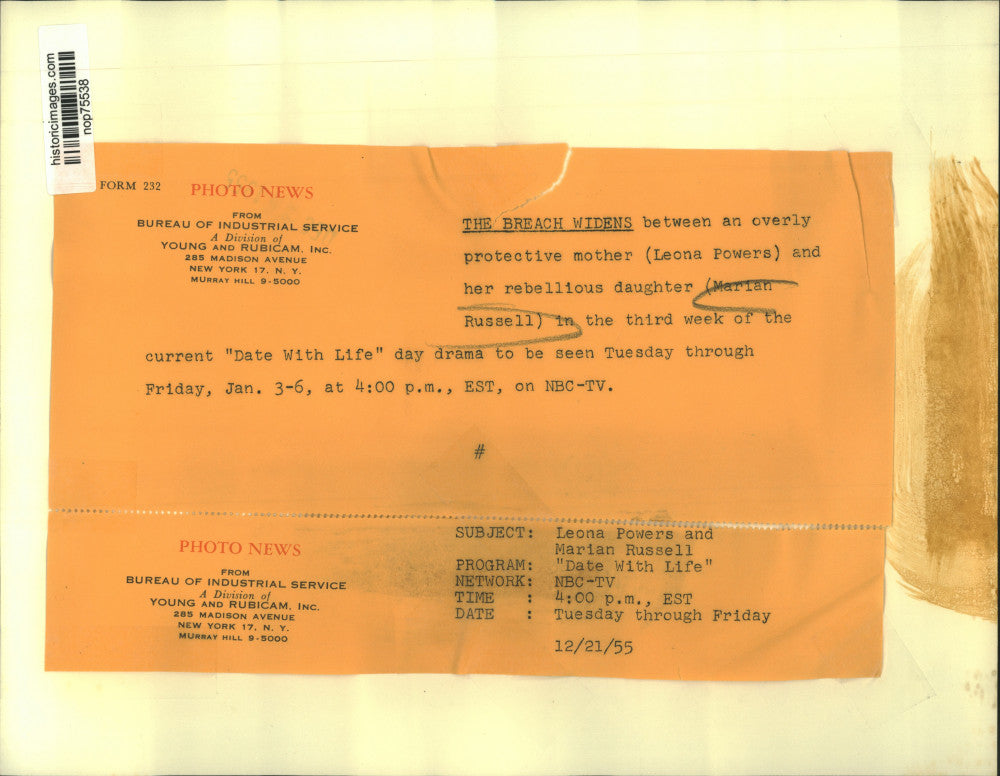 historicimages.com
nop75538
FORM 232
PHOTO NEWS
FROM
BUREAU OF INDUSTRIAL SERVICE
A Division of
YOUNG AND RUBICAM, INC.
285 MADISON AVENUE
NEW YORK 17, N. Y.
MURRAY HILL 9-5000
THE BREACH WIDENS between an overly
protective mother (Leona Powers) and
her rebellious daughter (Marian
Russell) in the third week of the
current "Date With Life" day drama to be seen Tuesday through
Friday, Jan. 3-6, at 4:00 p.m., EST, on NBC-TV.
#
PHOTO NEWS
FROM
BUREAU OF INDUSTRIAL SERVICE
A Division of
YOUNG AND RUBICAM, INC.
285 MADISON AVENUE
NEW YORK 17, N. Y.
MURRAY HILL 9-5000
SUBJECT: Leona Powers and
Marian Russell
PROGRAM: "Date With Life"
NETWORK: NBC-TV
TIME : 4:00 p.m., EST
DATE : Tuesday through Friday
12/21/55